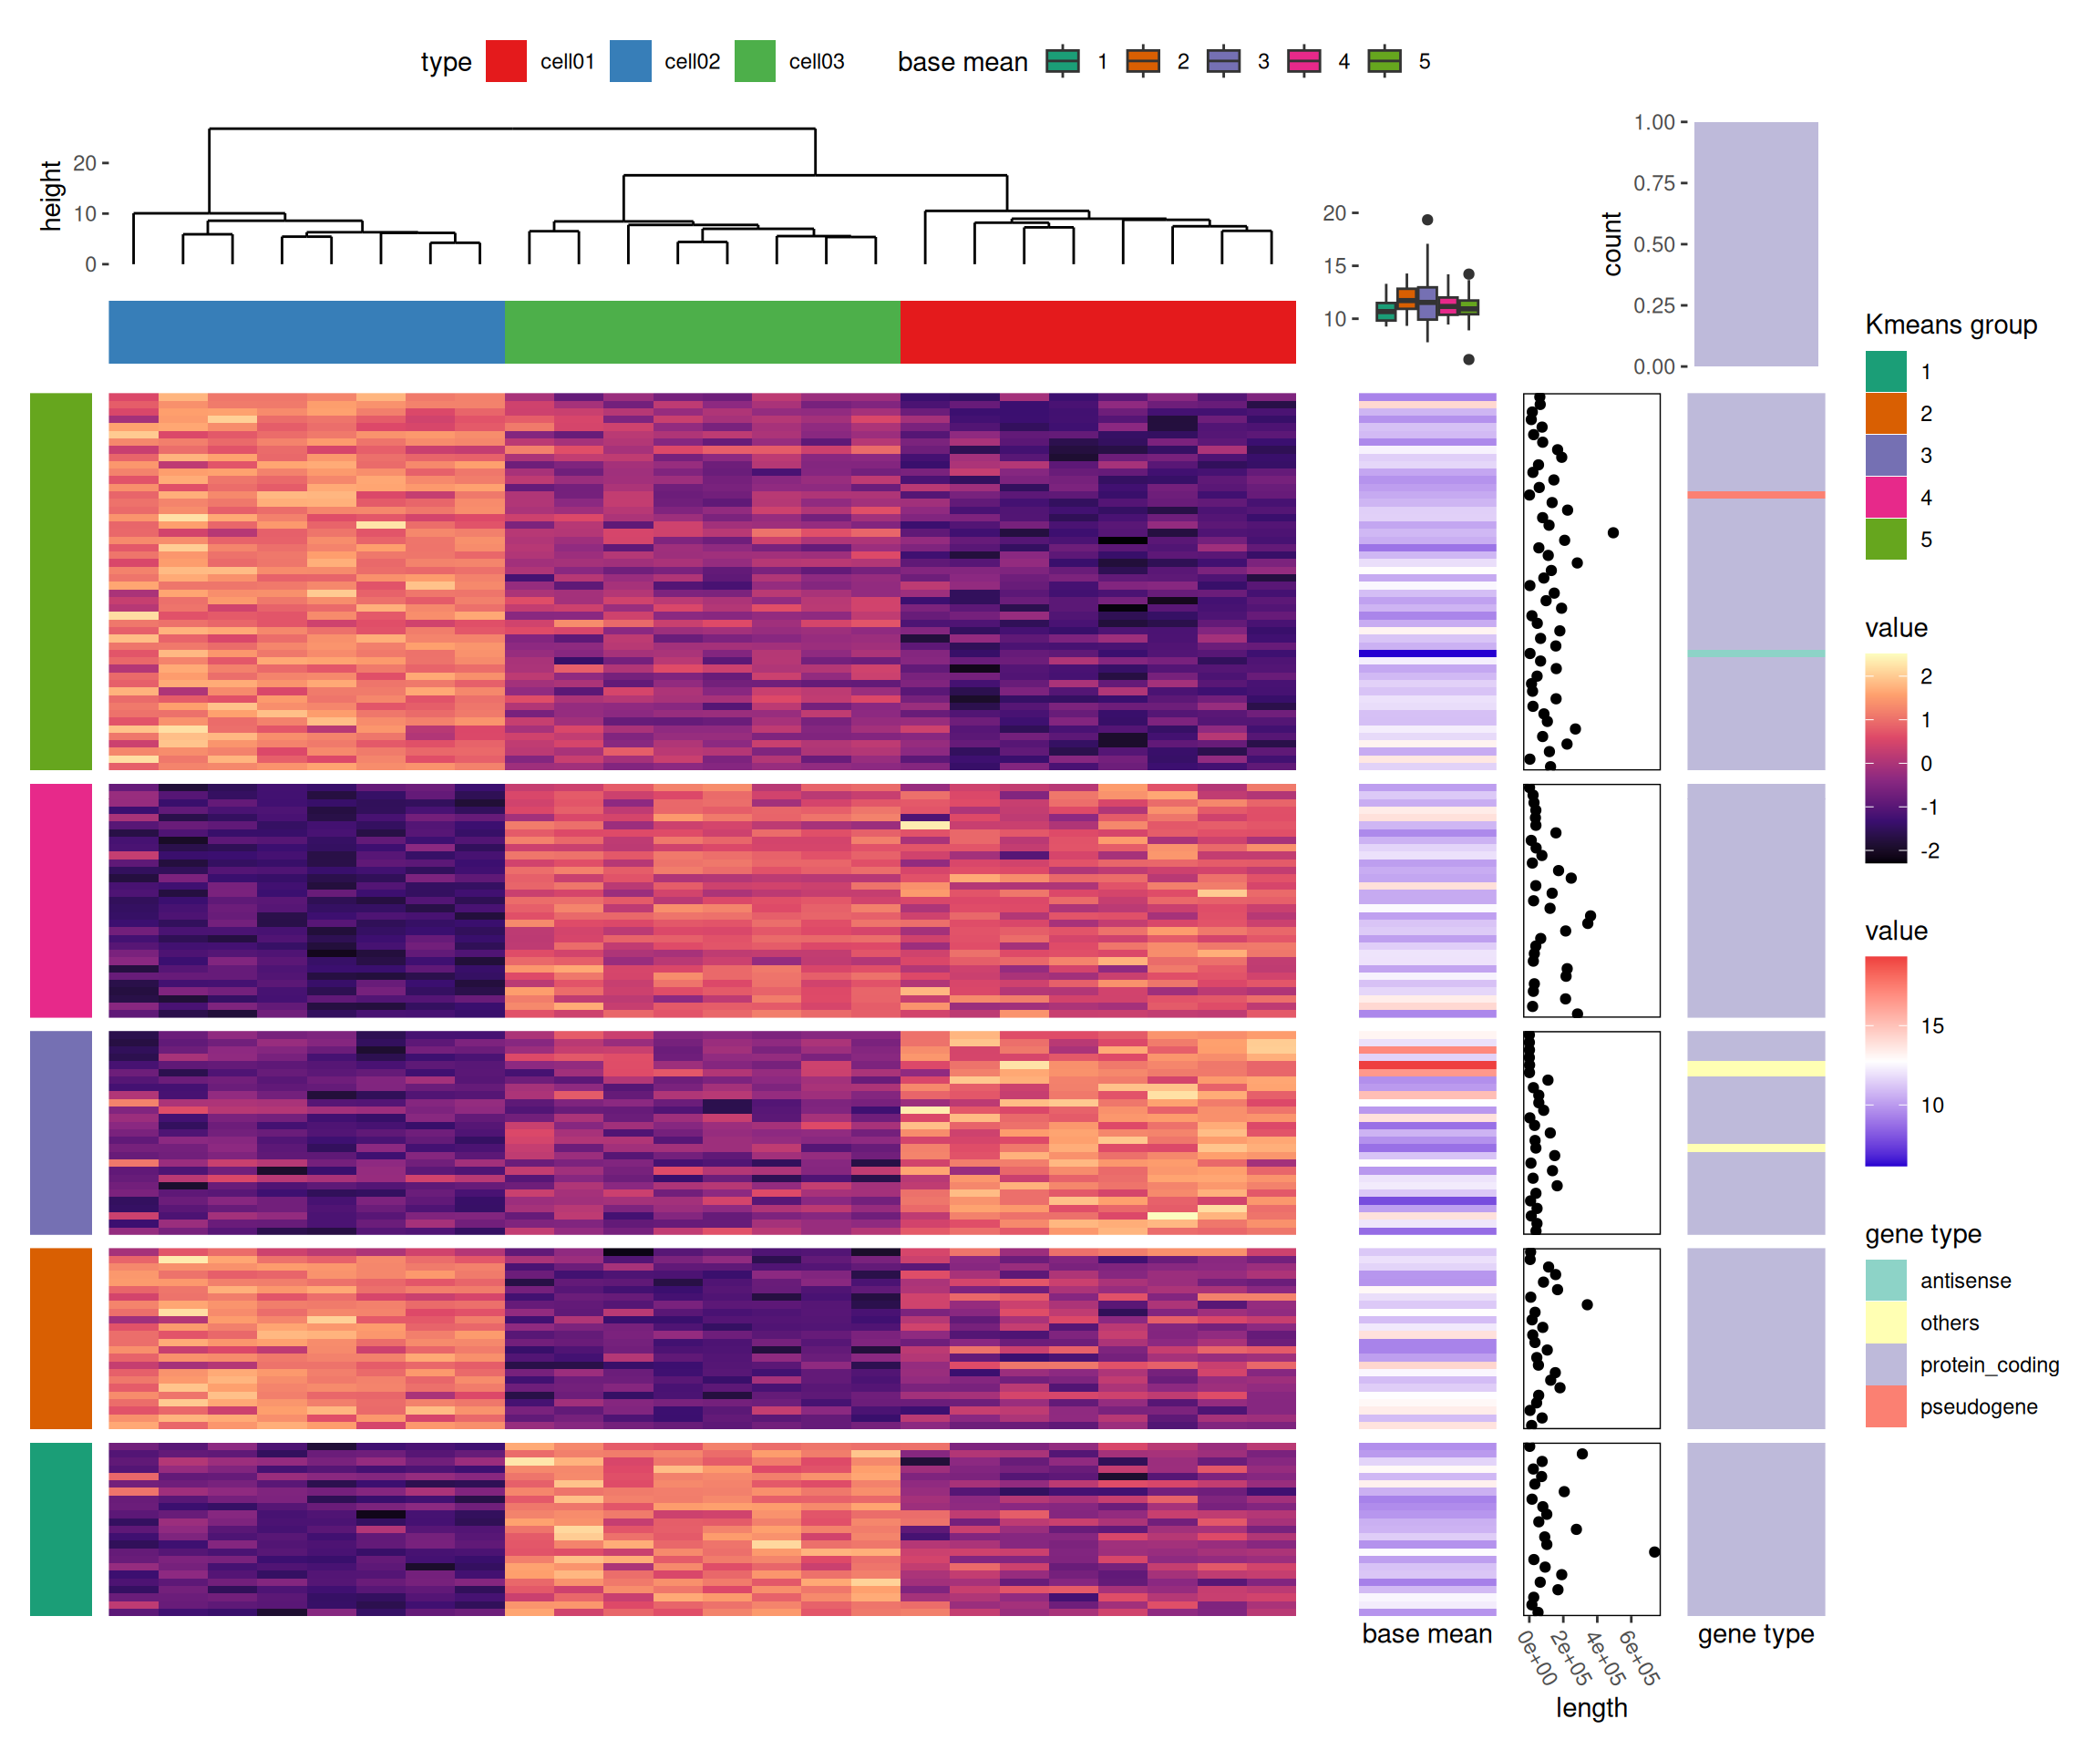 type cell01 cell02 cell03 base mean 1 2 3 4 5
height
20
10
0
20
15
10
count
1.00
0.75
0.50
0.25
0.00
Kmeans group
1
2
3
4
5
value
2
1
0
-1
-2
value
15
10
gene type
antisense
others
protein_coding
pseudogene
base mean
0e+00 2e+05 4e+05 6e+05
length
gene type